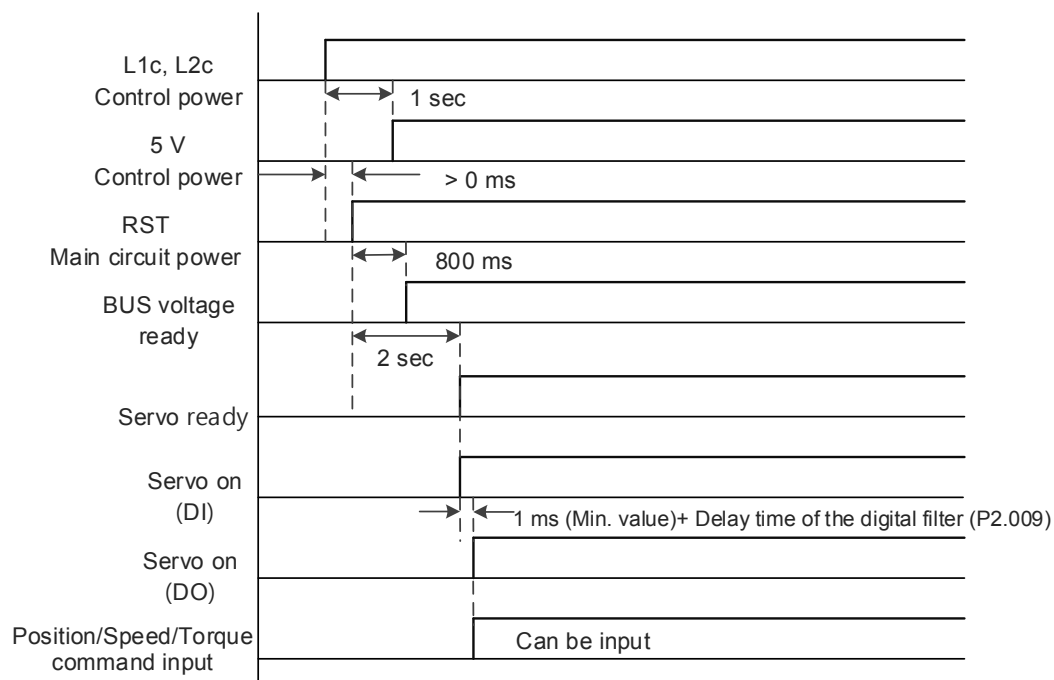 L1c, L2c
Control power
1 sec
5 V
Control power
> 0 ms
RST
Main circuit power
800 ms
BUS voltage
ready
2 sec
Servo ready
Servo on
(DI)
1 ms (Min. value)+ Delay time of the digital filter (P2.009)
Servo on
(DO)
Position/Speed/Torque
command input
Can be input